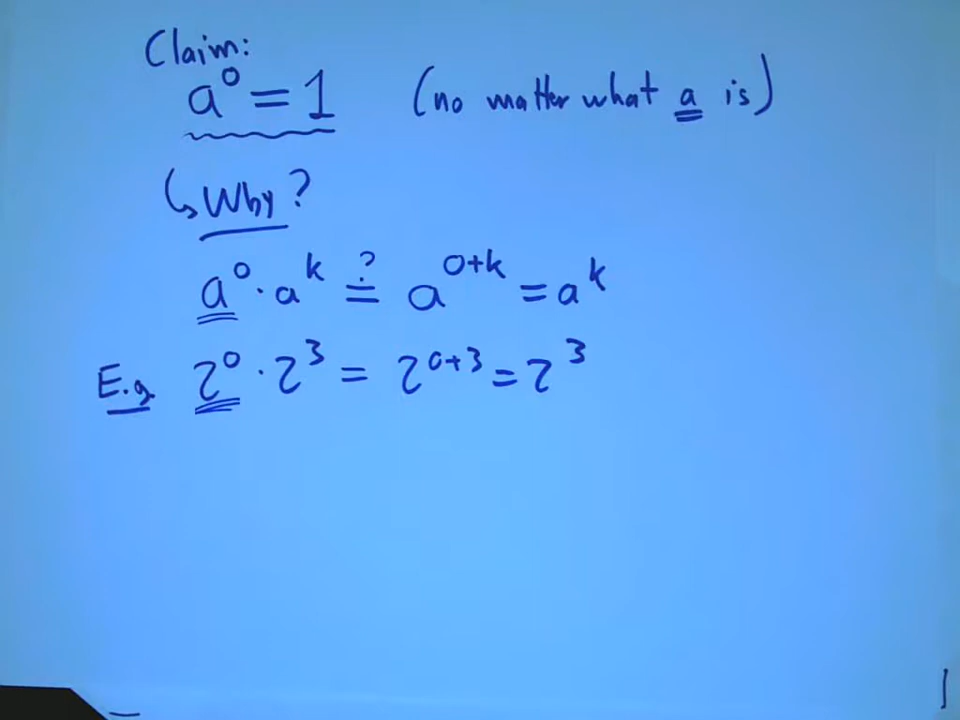 Claim:
a⁰ = 1 (no matter what a is)
↳ Why?
a⁰ · aᵏ ≟ a⁰⁺ᵏ = aᵏ
E.g. 2⁰ · 2³ = 2⁰⁺³ = 2³